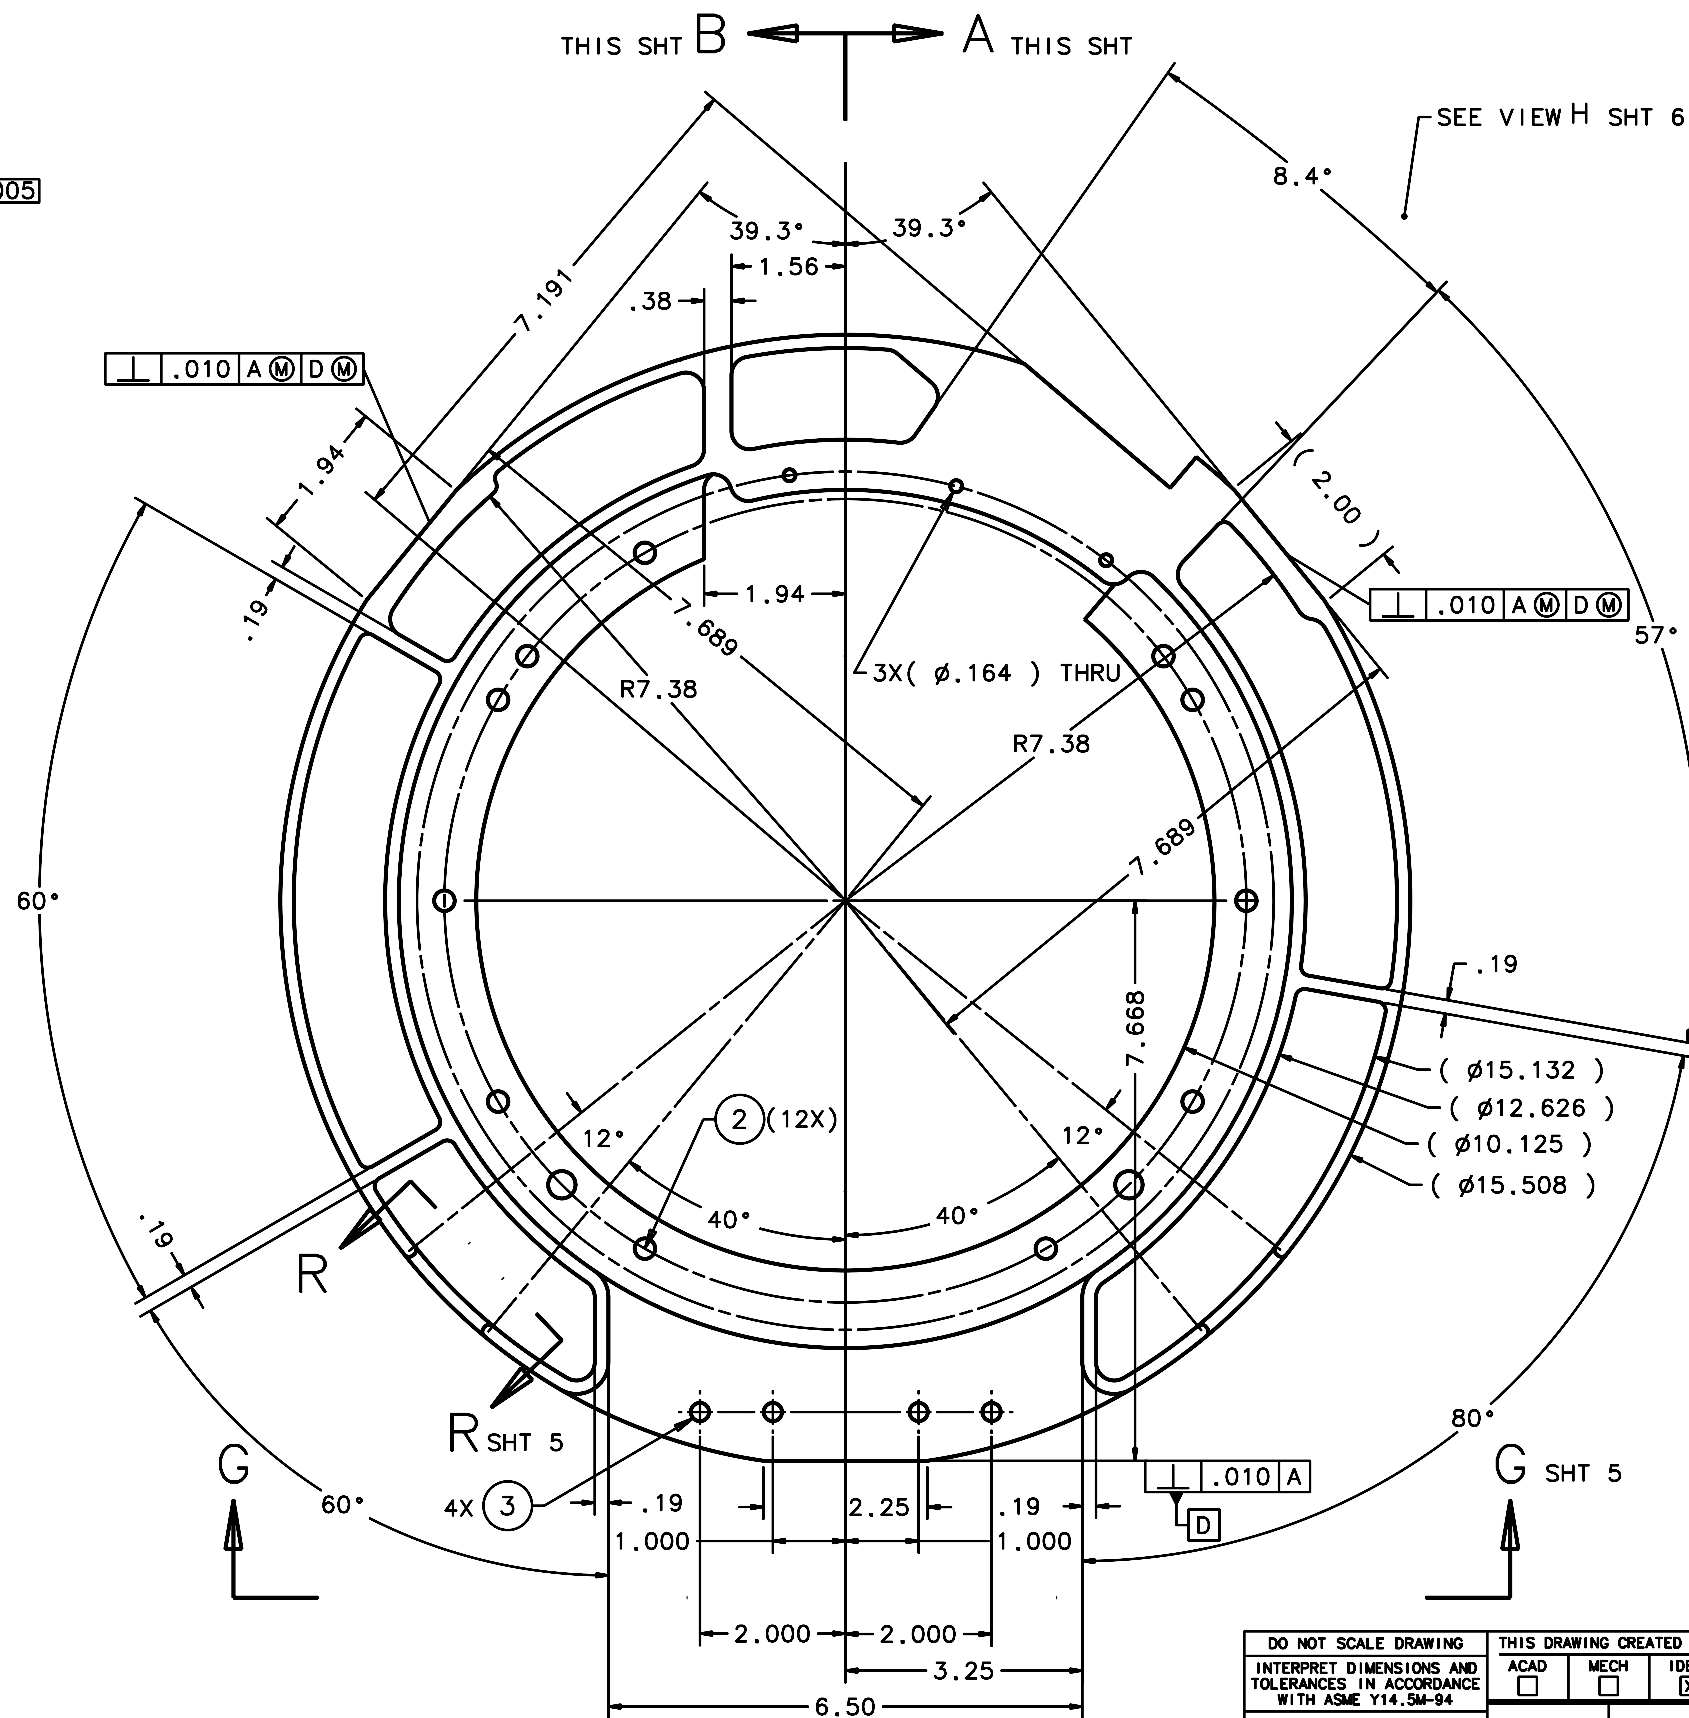 THIS SHT B A THIS SHT
SEE VIEW H SHT 6
005
8.4°
39.3° 39.3°
1.56
7.191
.38
⊥ .010 A Ⓜ D Ⓜ
1.94
( 2.00 )
.19
1.94
7.689
⊥ .010 A Ⓜ D Ⓜ
57°
R7.38
3X( ⌀.164 ) THRU
R7.38
7.689
60°
.19
7.668
( ⌀15.132 )
( ⌀12.626 )
( ⌀10.125 )
( ⌀15.508 )
2 (12X)
12° 12°
40° 40°
.19
R
R SHT 5
80°
G G SHT 5
⊥ .010 A
D
60°
4X 3
.19 2.25 .19
1.000 1.000
2.000 2.000
3.25
6.50
DO NOT SCALE DRAWING
INTERPRET DIMENSIONS AND
TOLERANCES IN ACCORDANCE
WITH ASME Y14.5M-94
THIS DRAWING CREATED
ACAD MECH